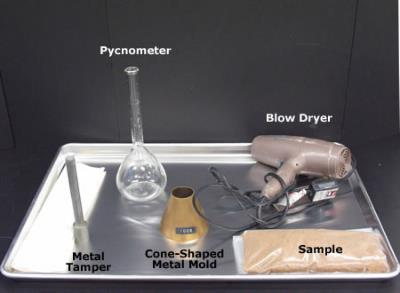 Pycnometer
Blow Dryer
Metal
Tamper
Cone-Shaped
Metal Mold
Sample